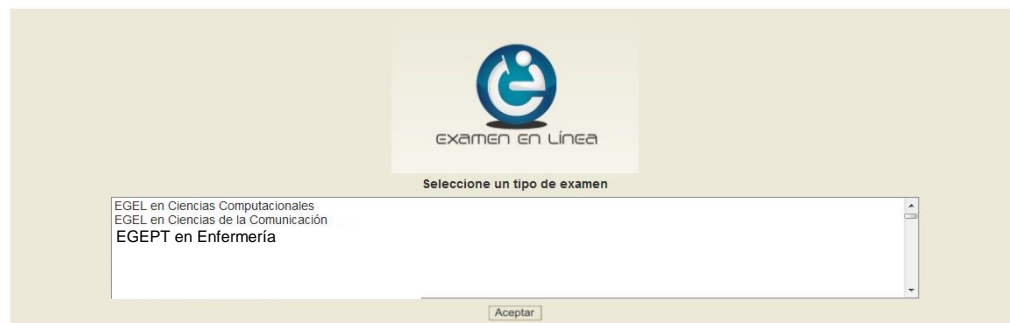 examen en línea
Seleccione un tipo de examen
EGEL en Ciencias Computacionales
EGEL en Ciencias de la Comunicación
EGEPT en Enfermería
Aceptar